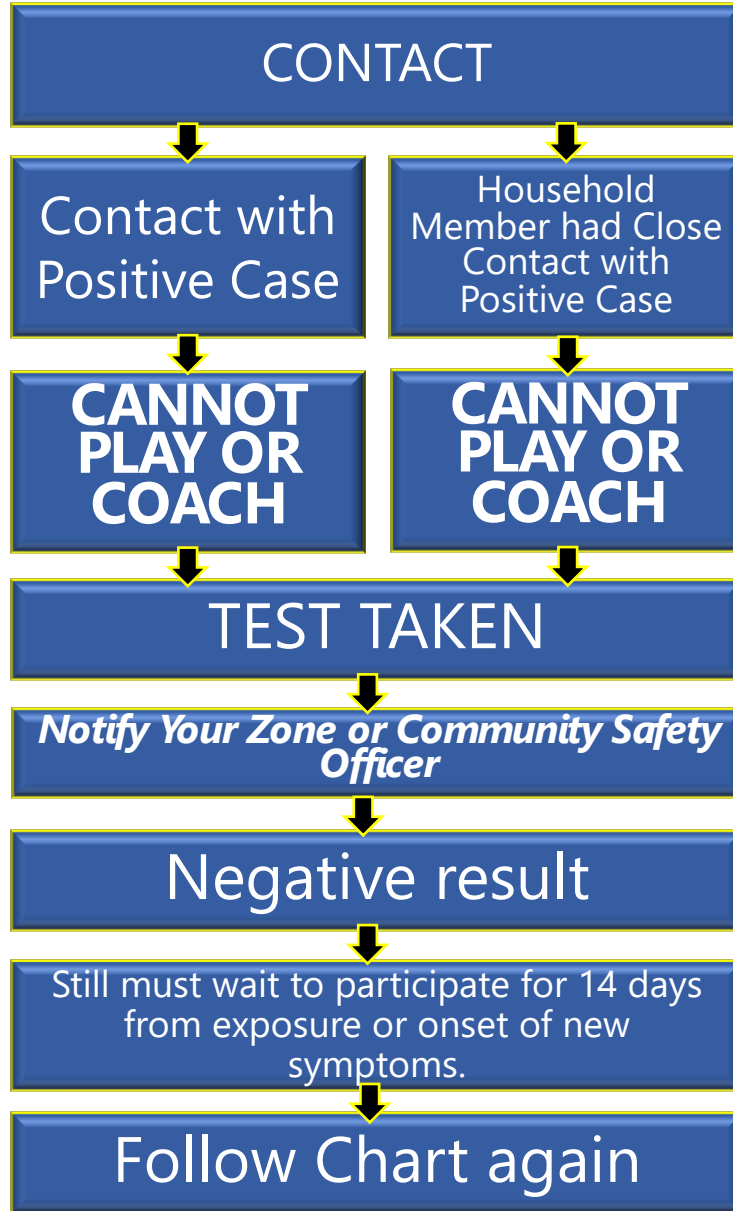 CONTACT
Contact with
Positive Case
Household
Member had Close
Contact with
Positive Case
CANNOT
PLAY OR
COACH
CANNOT
PLAY OR
COACH
TEST TAKEN
Notify Your Zone or Community Safety
Officer
Negative result
Still must wait to participate for 14 days
from exposure or onset of new
symptoms.
Follow Chart again